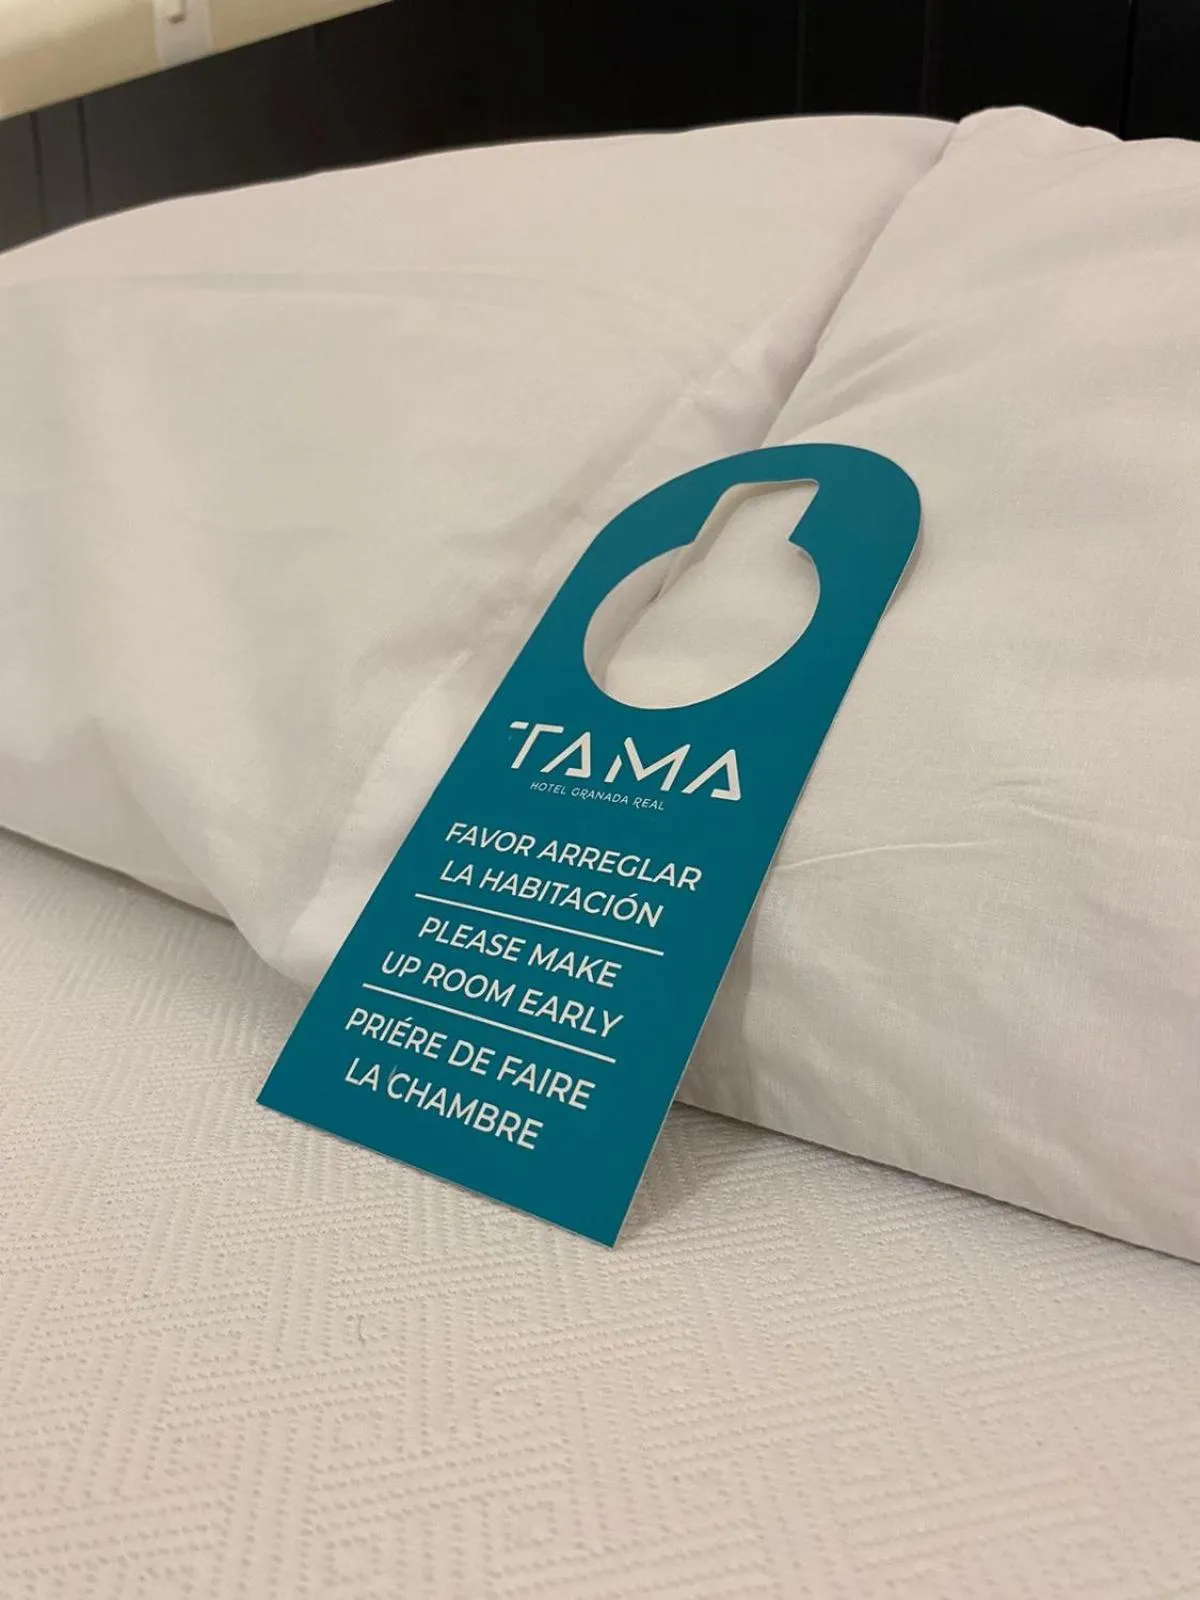 TAMA
HOTEL GRANADA REAL
FAVOR ARREGLAR
LA HABITACIÓN
PLEASE MAKE
UP ROOM EARLY
PRIÉRE DE FAIRE
LA CHAMBRE